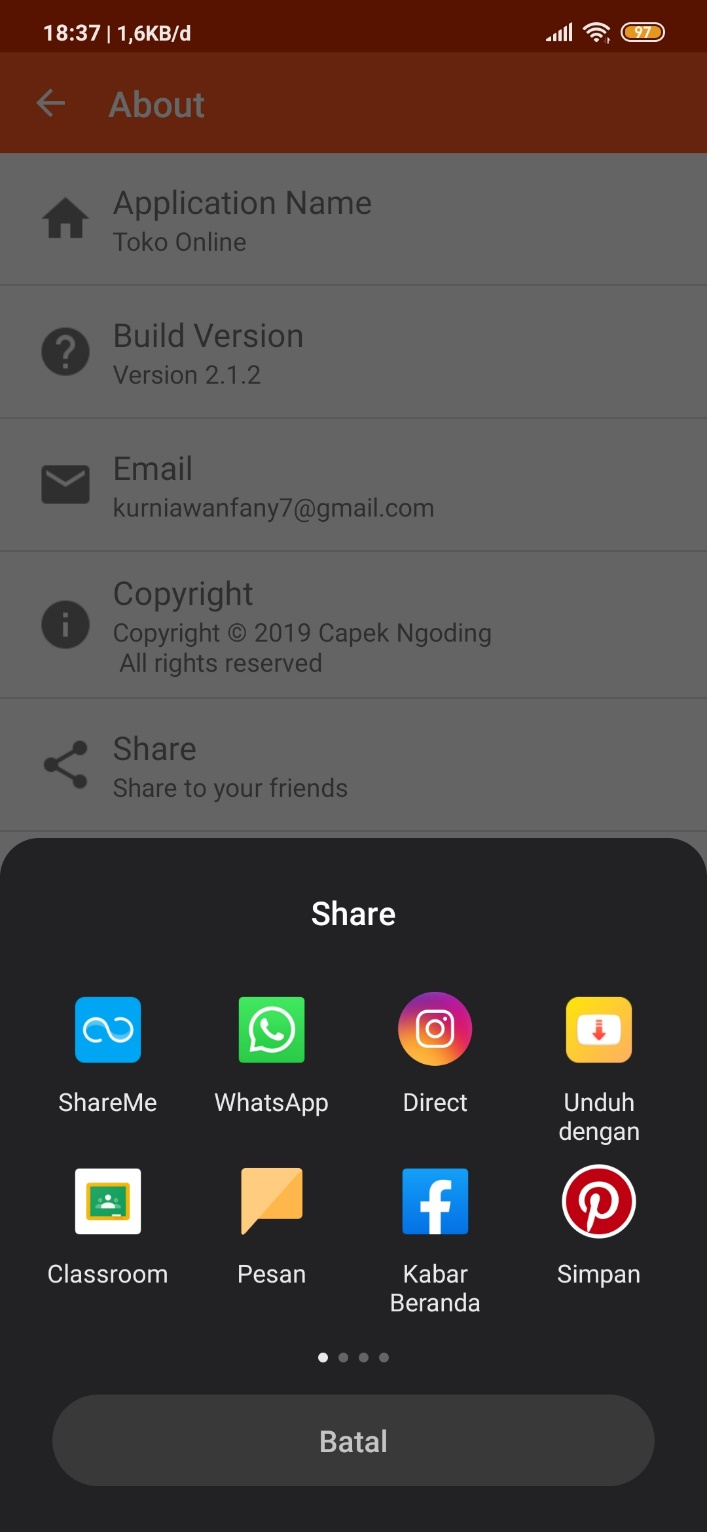 18:37 | 1,6KB/d
97
About
Application Name
Toko Online
Build Version
Version 2.1.2
Email
kurniawanfany7@gmail.com
Copyright
Copyright © 2019 Capek Ngoding
All rights reserved
Share
Share to your friends
Share
ShareMe
WhatsApp
Direct
Unduh
dengan
Classroom
Pesan
Kabar
Beranda
Simpan
Batal